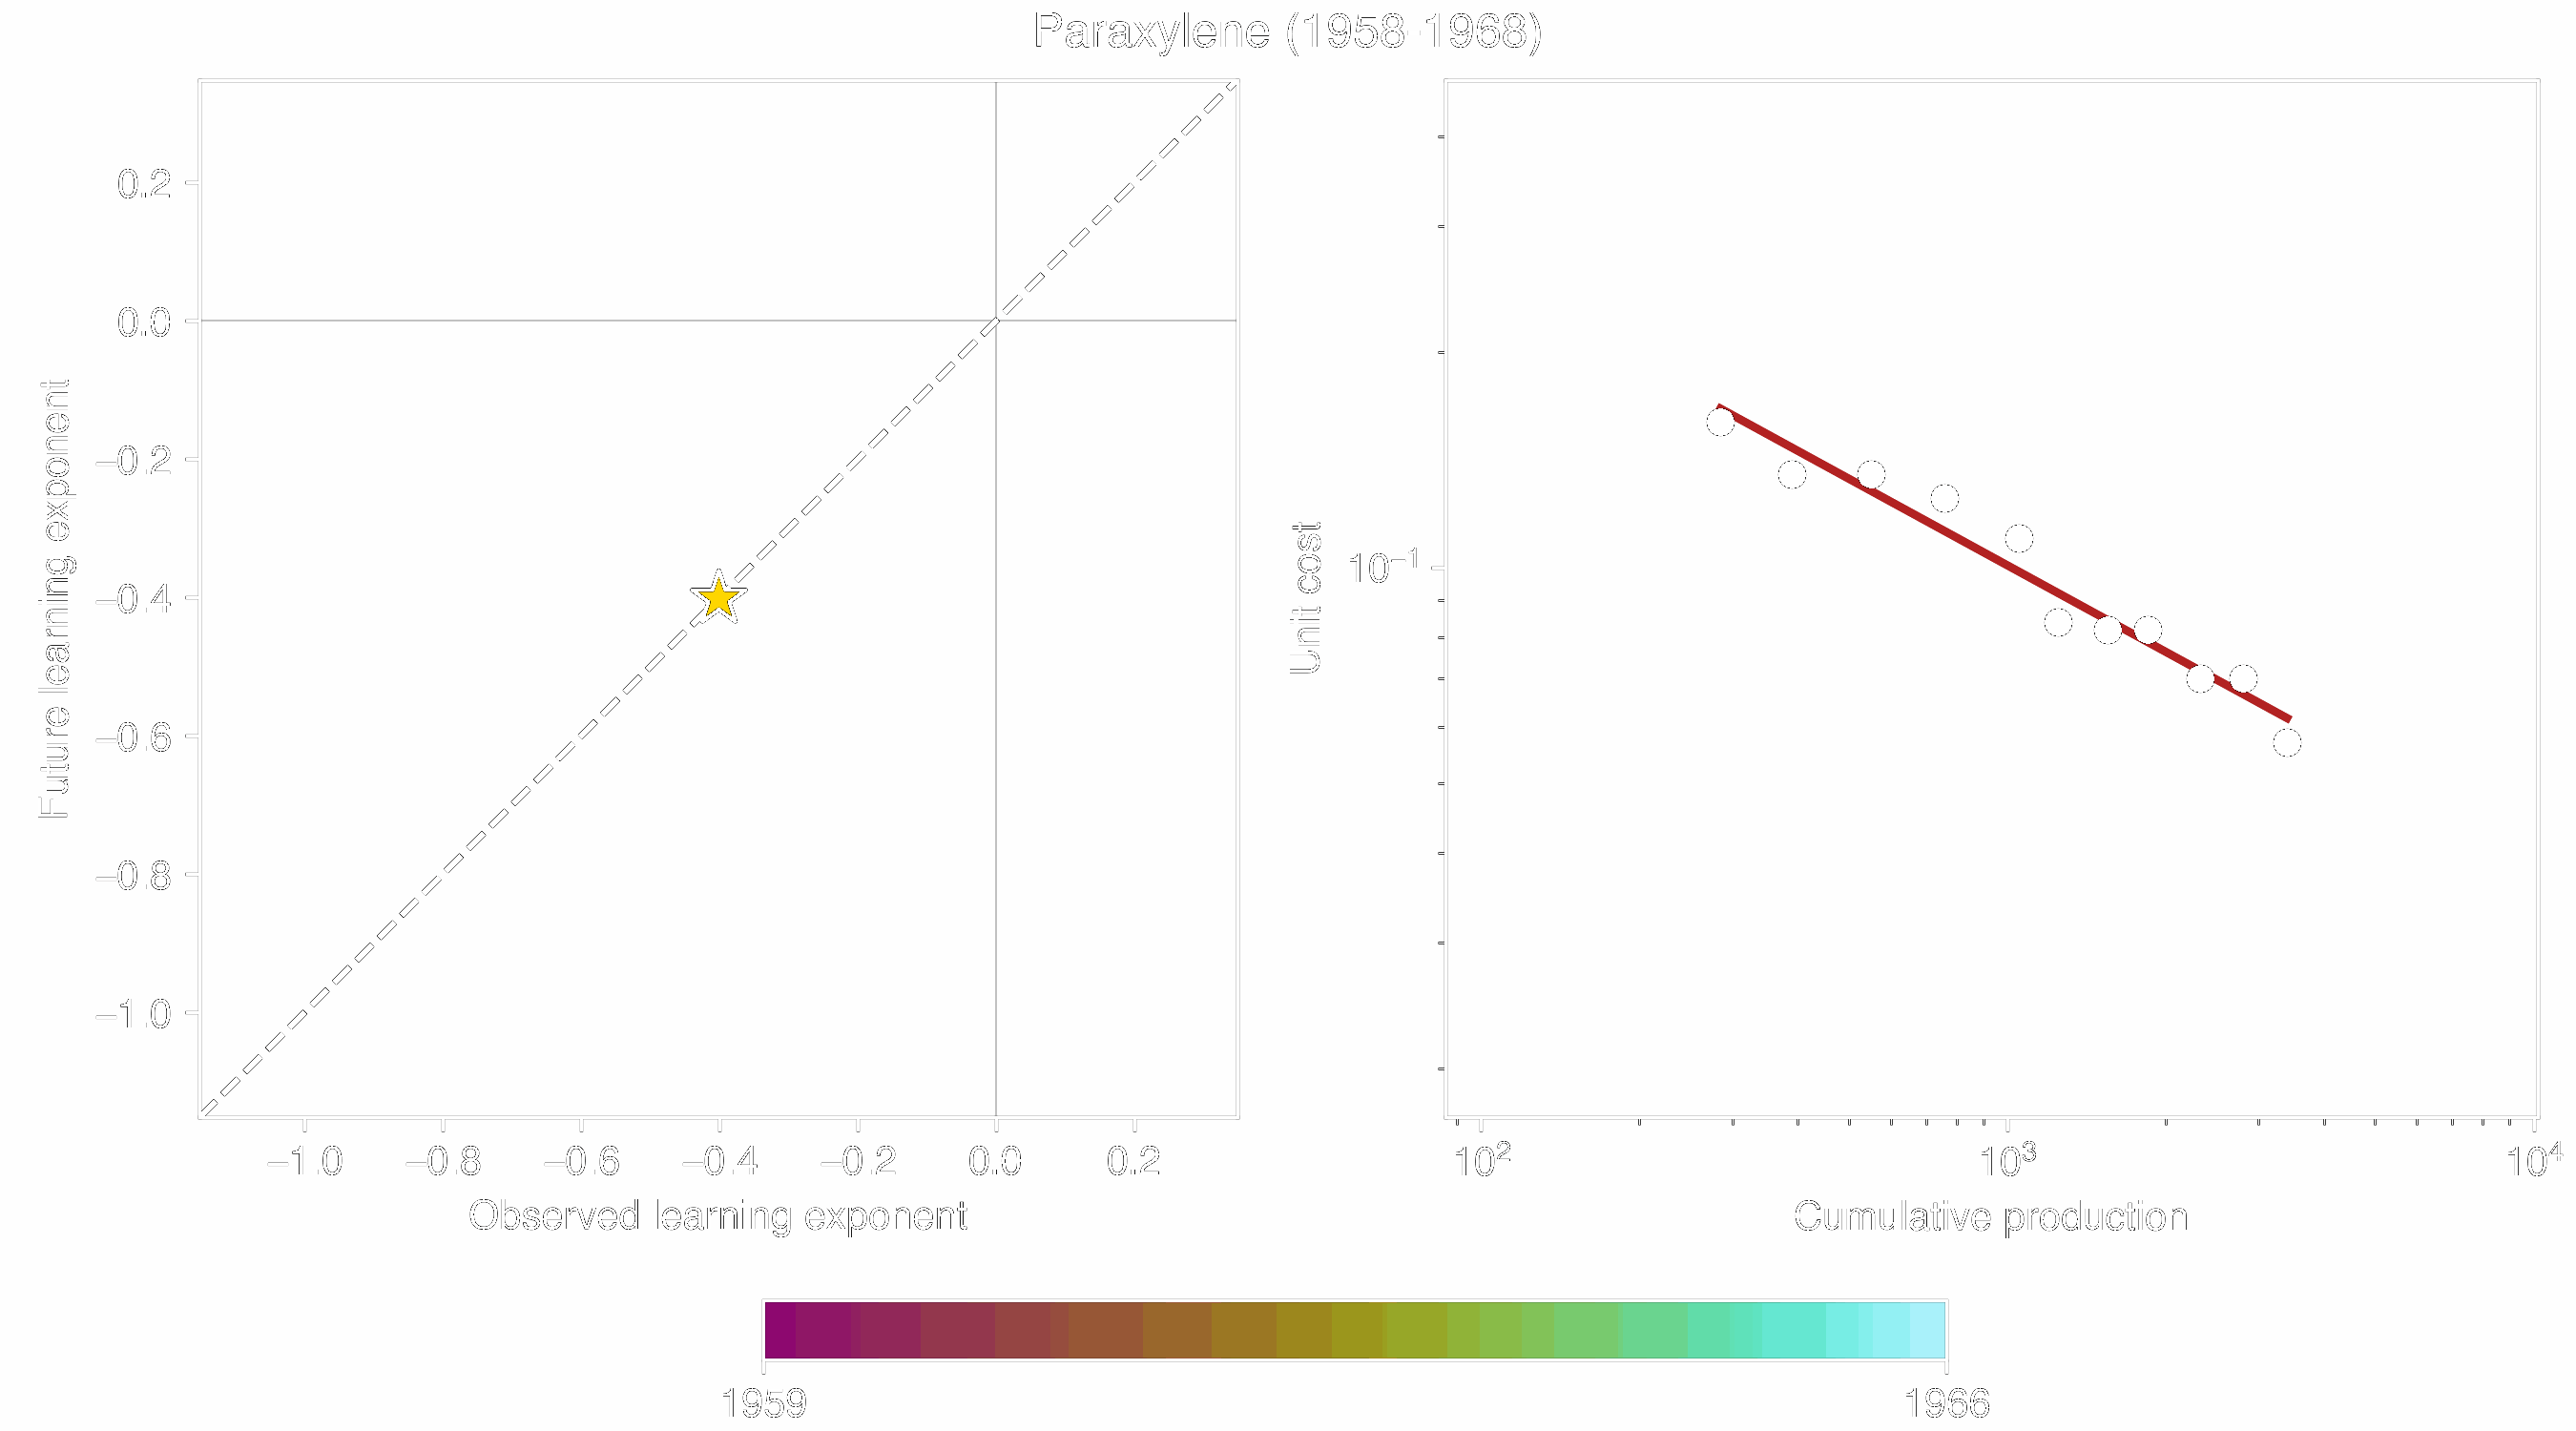 Paraxylene (1958-1968)
Future learning exponent
0.2
0.0
−0.2
−0.4
−0.6
−0.8
−1.0
−1.0 −0.8 −0.6 −0.4 −0.2 0.0 0.2
Observed learning exponent
Unit cost
10⁻¹
10² 10³ 10⁴
Cumulative production
1959 1966